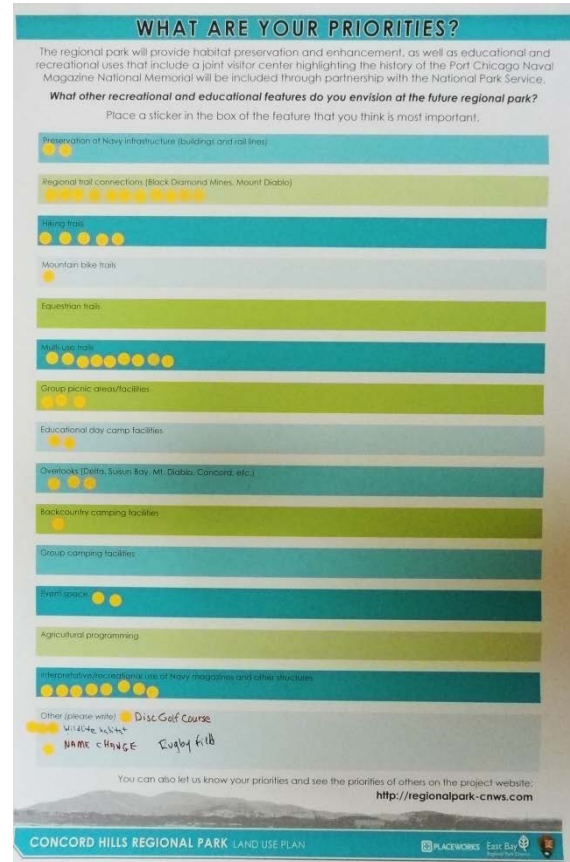 WHAT ARE YOUR PRIORITIES?
The regional park will provide habitat preservation and enhancement, as well as educational and
recreational uses that include a joint visitor center highlighting the history of the Port Chicago Naval
Magazine National Memorial will be included through partnership with the National Park Service.
What other recreational and educational features do you envision at the future regional park?
Place a sticker in the box of the feature that you think is most important.
Preservation of Navy infrastructure (buildings and rail lines)
Regional trail connections (Black Diamond Mines, Mount Diablo)
Hiking trails
Mountain bike trails
Equestrian trails
Multi-use trails
Group picnic areas/facilities
Educational day camp facilities
Overlooks (Delta, Suisun Bay, Mt. Diablo, Concord, etc.)
Backcountry camping facilities
Group camping facilities
Event space
Agricultural programming
Interpretative/recreational use of Navy magazines and other structures
Other (please write) Disc Golf Course
Wildlife habitat
NAME CHANGE Rugby field
You can also let us know your priorities and see the priorities of others on the project website:
http://regionalpark-cnws.com
CONCORD HILLS REGIONAL PARK LAND USE PLAN
PLACEWORKS East Bay